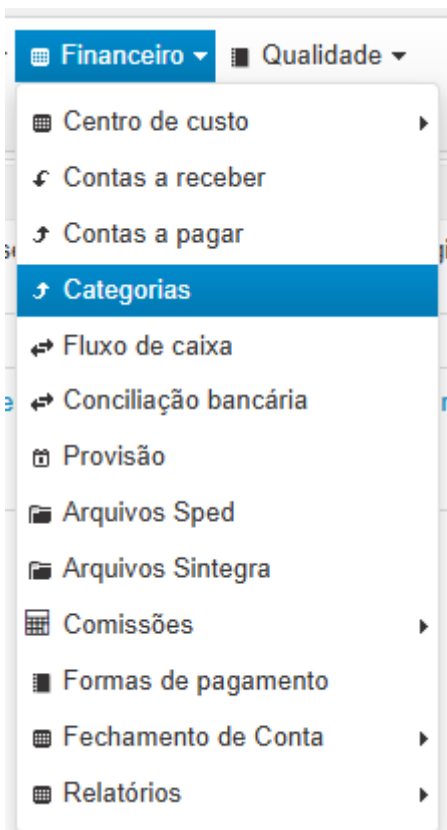 Financeiro Qualidade
Centro de custo
Contas a receber
Contas a pagar
Categorias
Fluxo de caixa
Conciliação bancária
Provisão
Arquivos Sped
Arquivos Sintegra
Comissões
Formas de pagamento
Fechamento de Conta
Relatórios